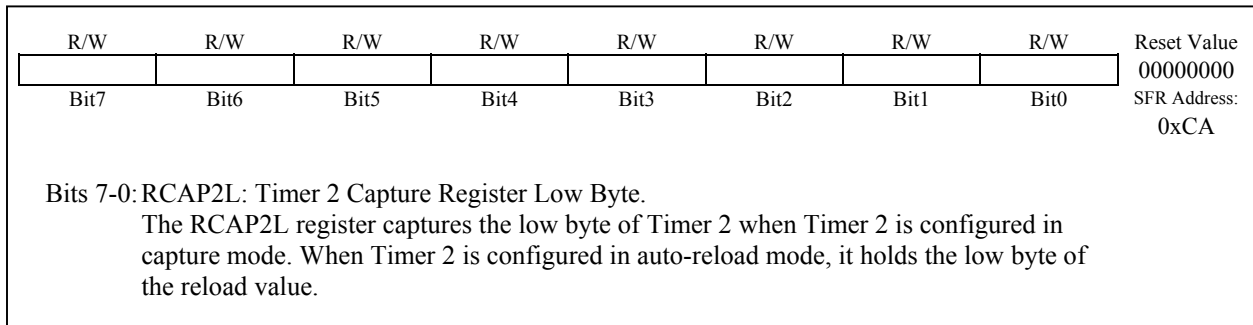 R/W R/W R/W R/W R/W R/W R/W R/W Reset Value
00000000
Bit7 Bit6 Bit5 Bit4 Bit3 Bit2 Bit1 Bit0 SFR Address:
0xCA
Bits 7-0: RCAP2L: Timer 2 Capture Register Low Byte.
The RCAP2L register captures the low byte of Timer 2 when Timer 2 is configured in
capture mode. When Timer 2 is configured in auto-reload mode, it holds the low byte of
the reload value.